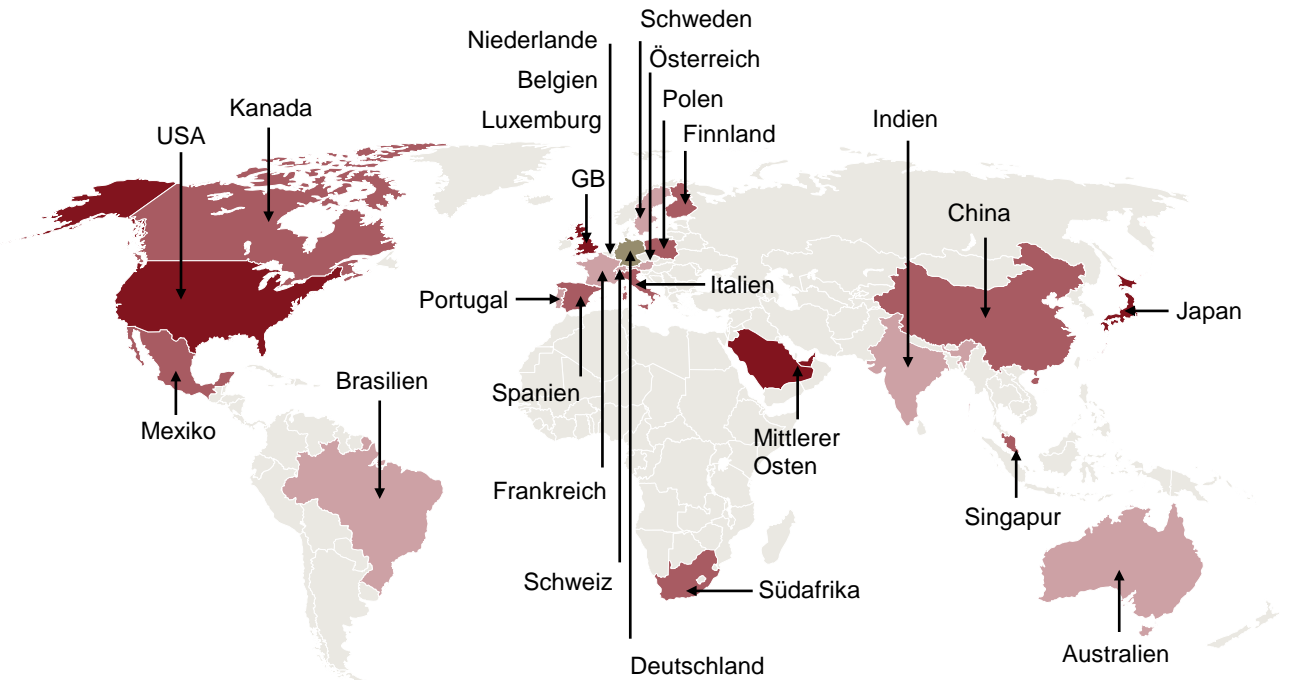 Schweden
Niederlande
Österreich
Belgien
Polen
Kanada
Luxemburg
Indien
USA
Finnland
GB
China
Italien
Portugal
Japan
Brasilien
Spanien
Mexiko
Mittlerer
Osten
Frankreich
Singapur
Schweiz
Südafrika
Australien
Deutschland